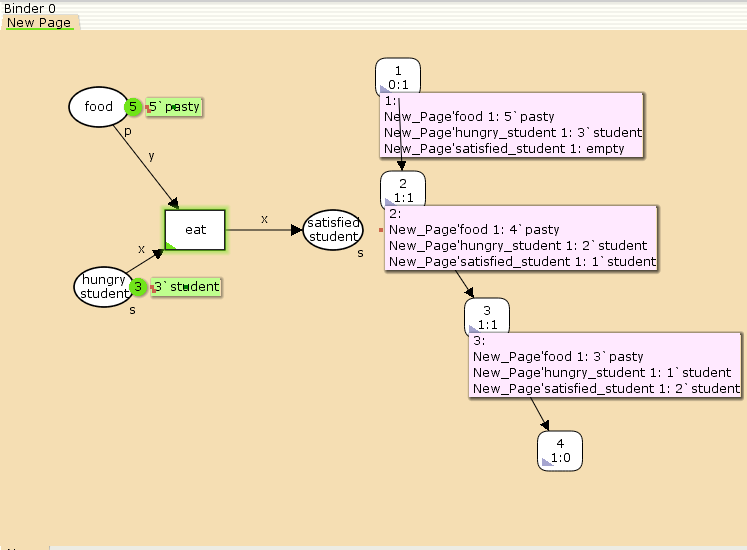 Binder 0
New Page
food
5
5`pasty
p
y
eat
x
satisfied
student
s
x
hungry
student
3
3`student
s
1
0:1
1:
New_Page'food 1: 5`pasty
New_Page'hungry_student 1: 3`student
New_Page'satisfied_student 1: empty
2
1:1
2:
New_Page'food 1: 4`pasty
New_Page'hungry_student 1: 2`student
New_Page'satisfied_student 1: 1`student
3
1:1
3:
New_Page'food 1: 3`pasty
New_Page'hungry_student 1: 1`student
New_Page'satisfied_student 1: 2`student
4
1:0